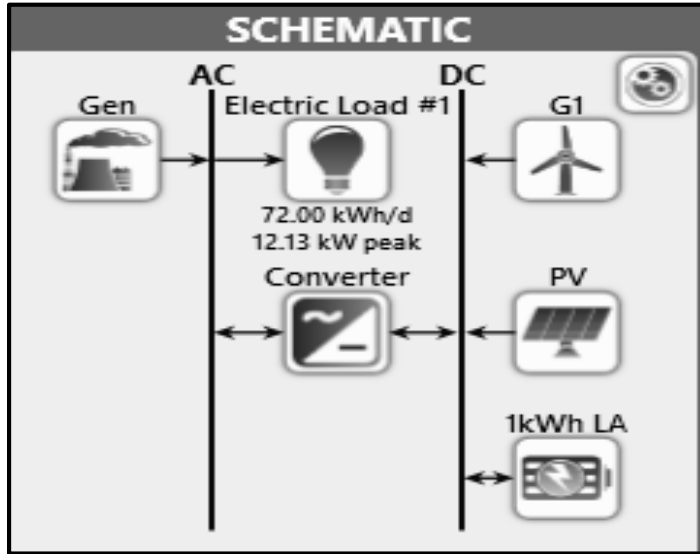 SCHEMATIC
AC
DC
Gen
Electric Load #1
G1
72.00 kWh/d
12.13 kW peak
Converter
PV
1kWh LA